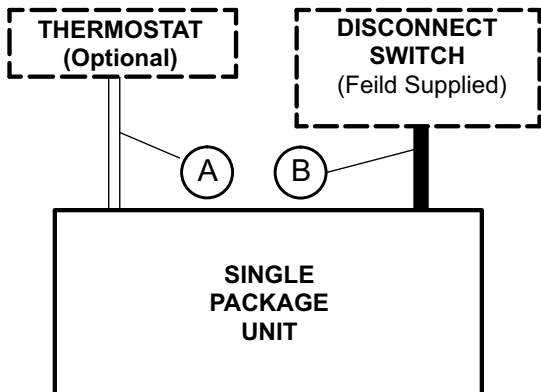 THERMOSTAT
(Optional)
DISCONNECT
SWITCH
(Feild Supplied)
A
B
SINGLE
PACKAGE
UNIT